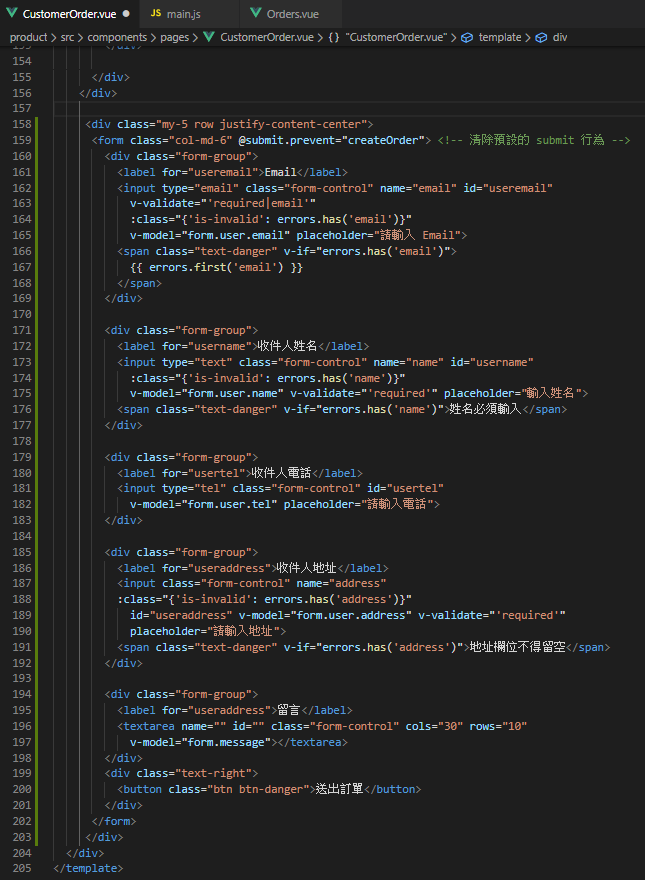 CustomerOrder.vue ● JS main.js Orders.vue
product > src > components > pages > CustomerOrder.vue > {} "CustomerOrder.vue" > template > div
153 </div>
154
155 </div>
156 </div>
157
158 <div class="my-5 row justify-content-center">
159 <form class="col-md-6" @submit.prevent="createOrder"> <!-- 清除預設的 submit 行為 -->
160 <div class="form-group">
161 <label for="useremail">Email</label>
162 <input type="email" class="form-control" name="email" id="useremail"
163 v-validate="'required|email'"
164 :class="{'is-invalid': errors.has('email')}"
165 v-model="form.user.email" placeholder="請輸入 Email">
166 <span class="text-danger" v-if="errors.has('email')">
167 {{ errors.first('email') }}
168 </span>
169 </div>
170
171 <div class="form-group">
172 <label for="username">收件人姓名</label>
173 <input type="text" class="form-control" name="name" id="username"
174 :class="{'is-invalid': errors.has('name')}"
175 v-model="form.user.name" v-validate="'required'" placeholder="輸入姓名">
176 <span class="text-danger" v-if="errors.has('name')">姓名必須輸入</span>
177 </div>
178
179 <div class="form-group">
180 <label for="usertel">收件人電話</label>
181 <input type="tel" class="form-control" id="usertel"
182 v-model="form.user.tel" placeholder="請輸入電話">
183 </div>
184
185 <div class="form-group">
186 <label for="useraddress">收件人地址</label>
187 <input class="form-control" name="address"
188 :class="{'is-invalid': errors.has('address')}"
189 id="useraddress" v-model="form.user.address" v-validate="'required'"
190 placeholder="請輸入地址">
191 <span class="text-danger" v-if="errors.has('address')">地址欄位不得留空</span>
192 </div>
193
194 <div class="form-group">
195 <label for="useraddress">留言</label>
196 <textarea name="" id="" class="form-control" cols="30" rows="10"
197 v-model="form.message"></textarea>
198 </div>
199 <div class="text-right">
200 <button class="btn btn-danger">送出訂單</button>
201 </div>
202 </form>
203 </div>
204 </div>
205 </template>